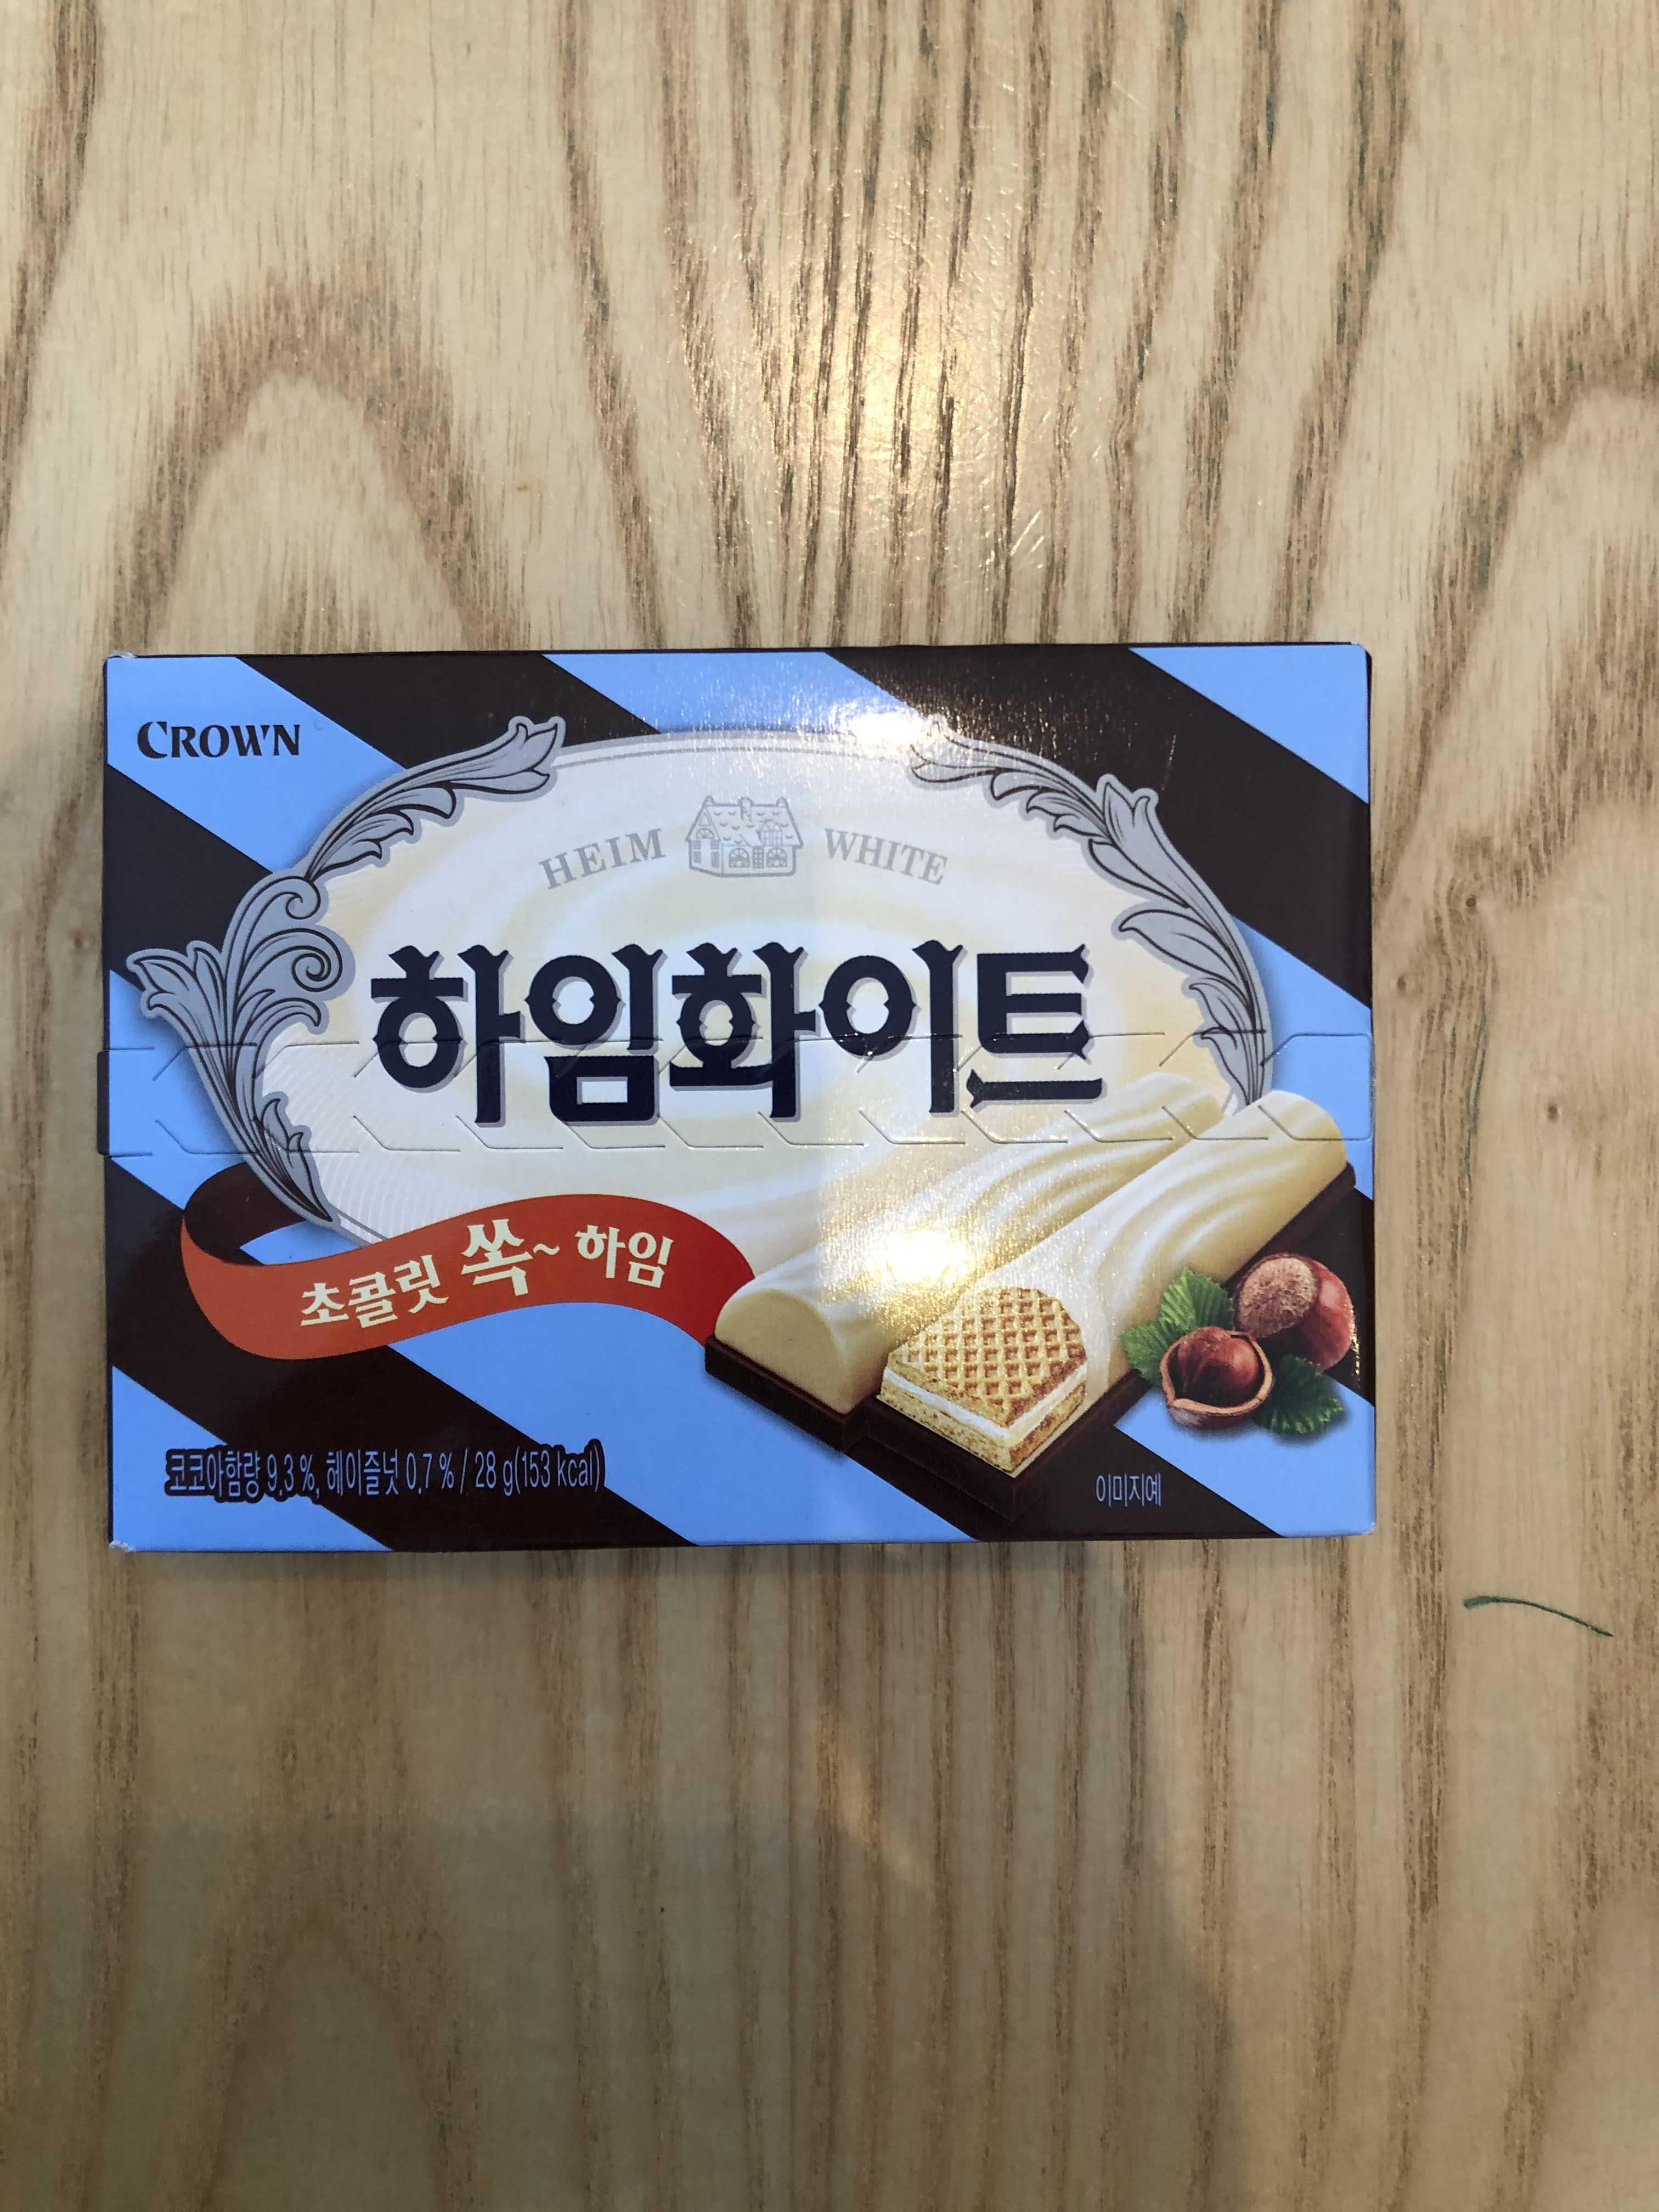 CROWN
HEIM WHITE
하임화이트
초콜릿 쏙~ 하임
코코아함량 9.3 %, 헤이즐넛 0.7 % / 28 g(153 kcal)
이미지예